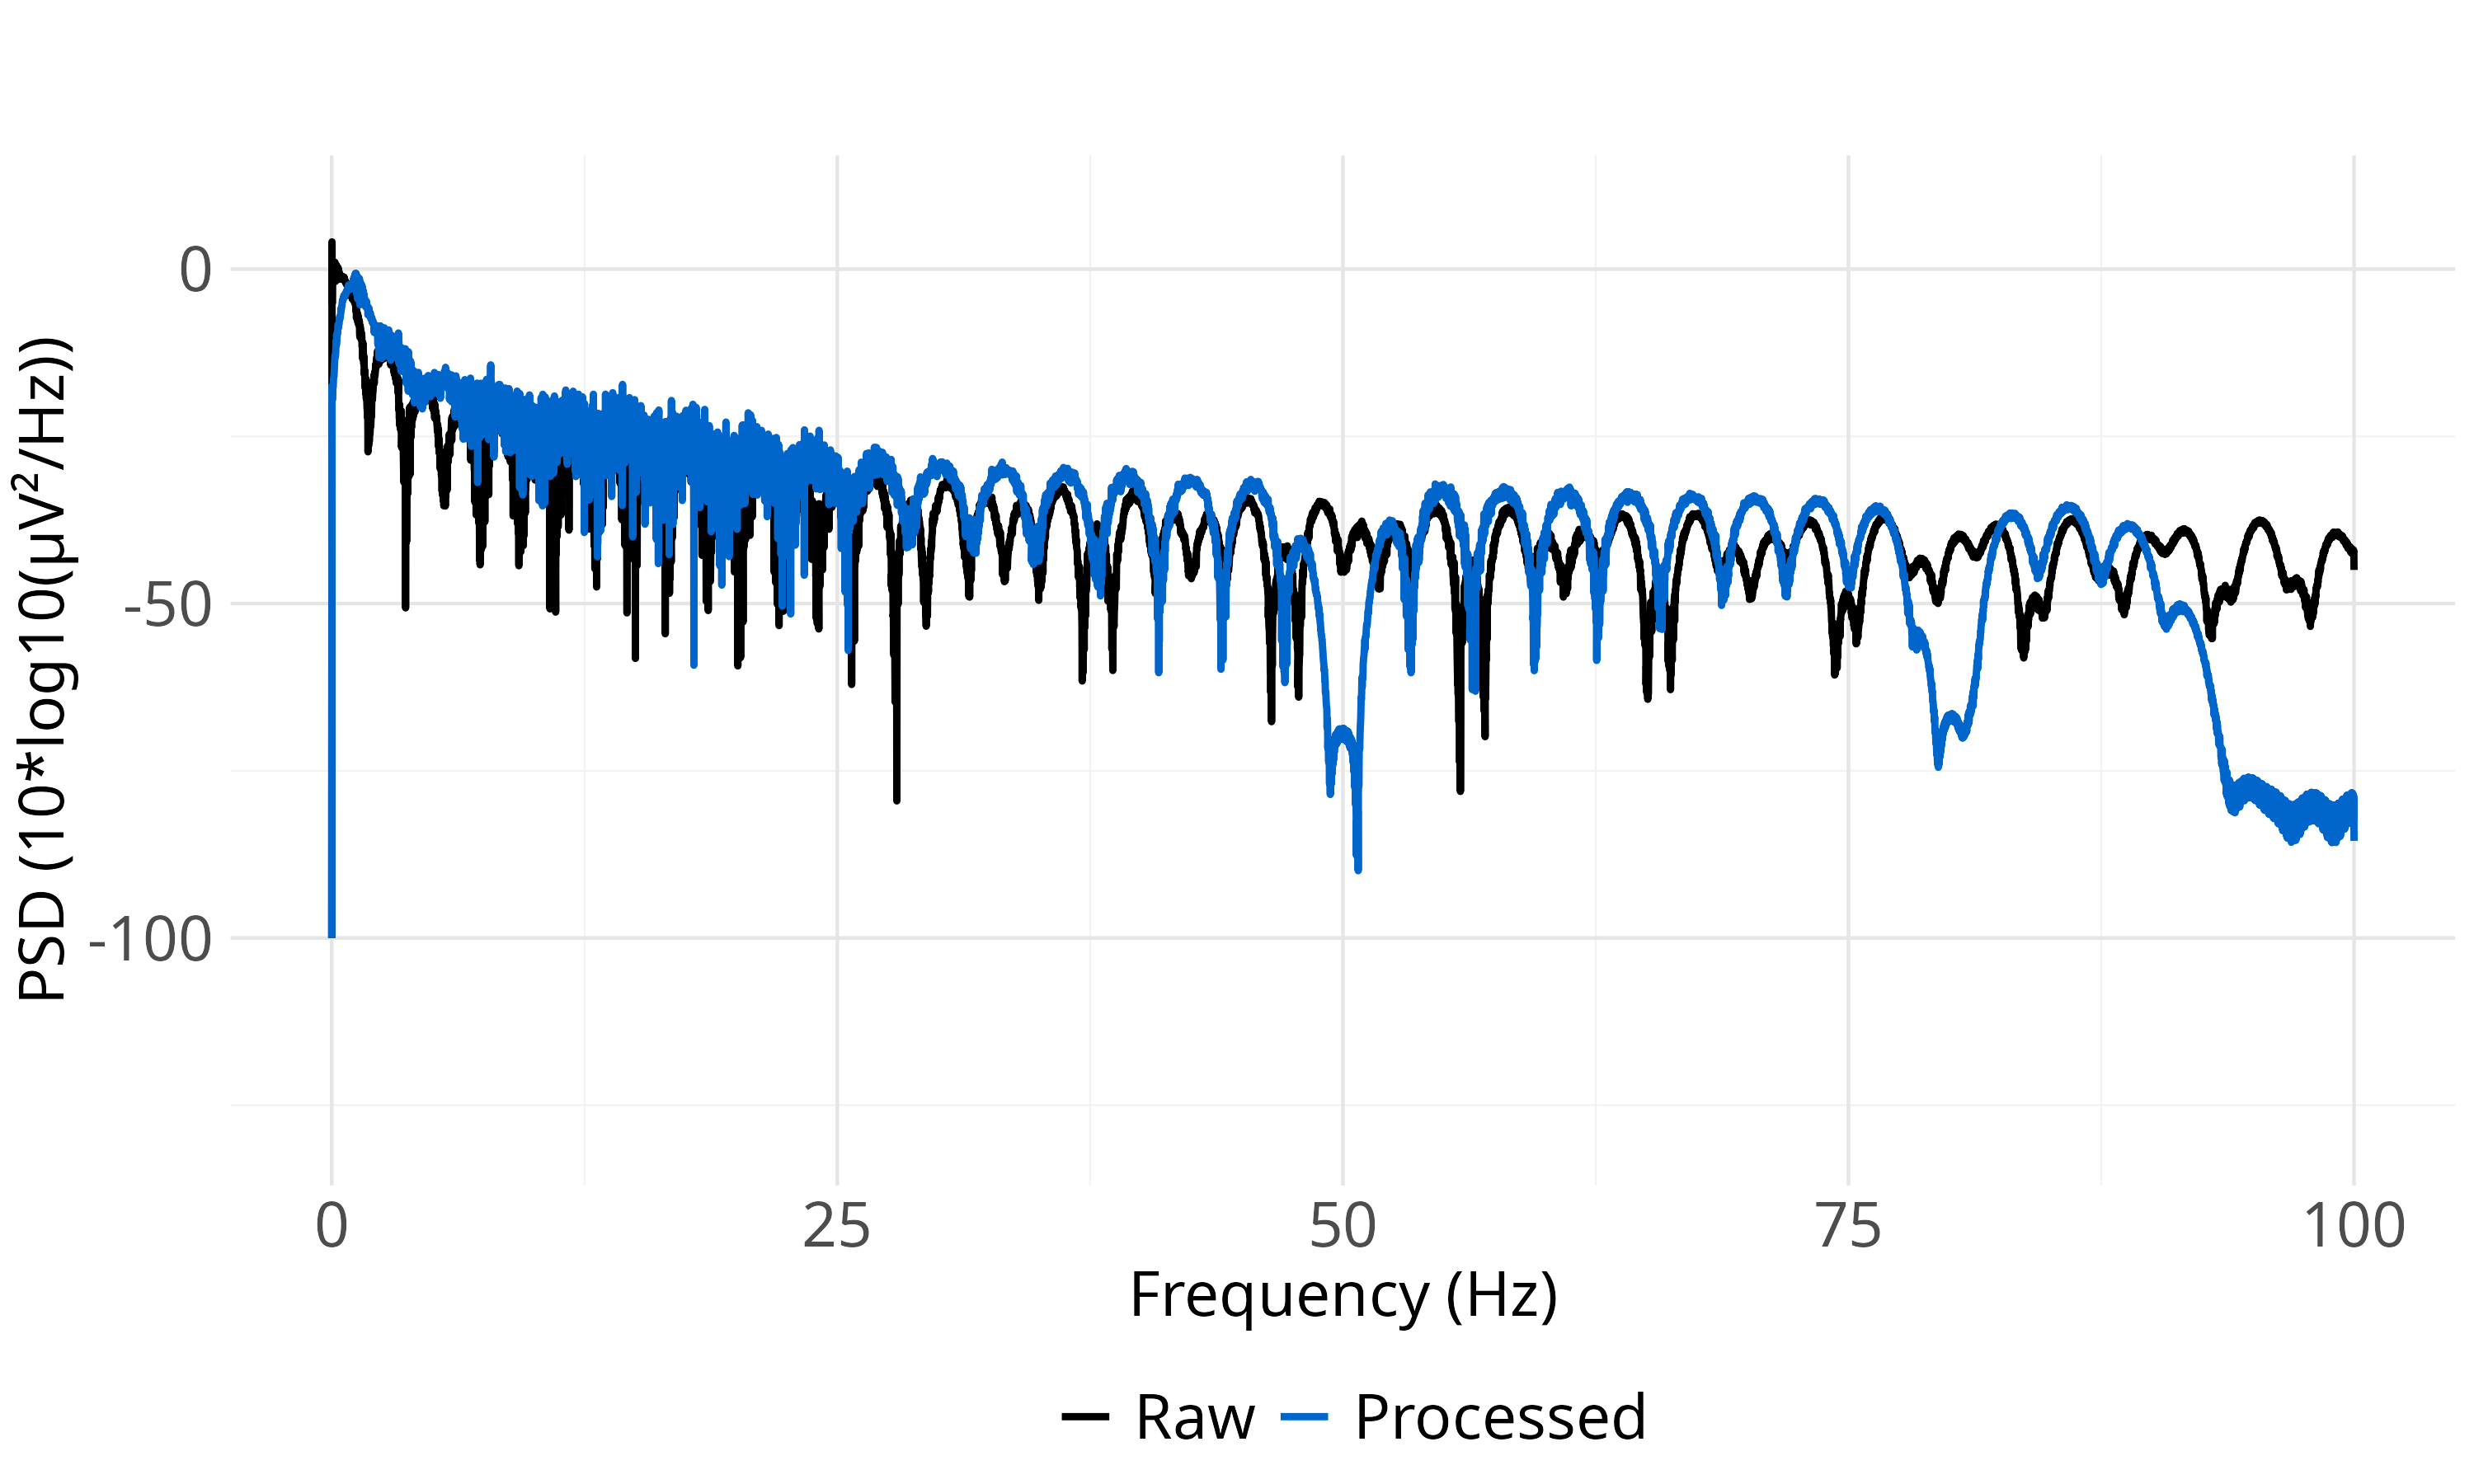 PSD (10*log10(µV²/Hz))
0
-50
-100
0 25 50 75 100
Frequency (Hz)
Raw Processed